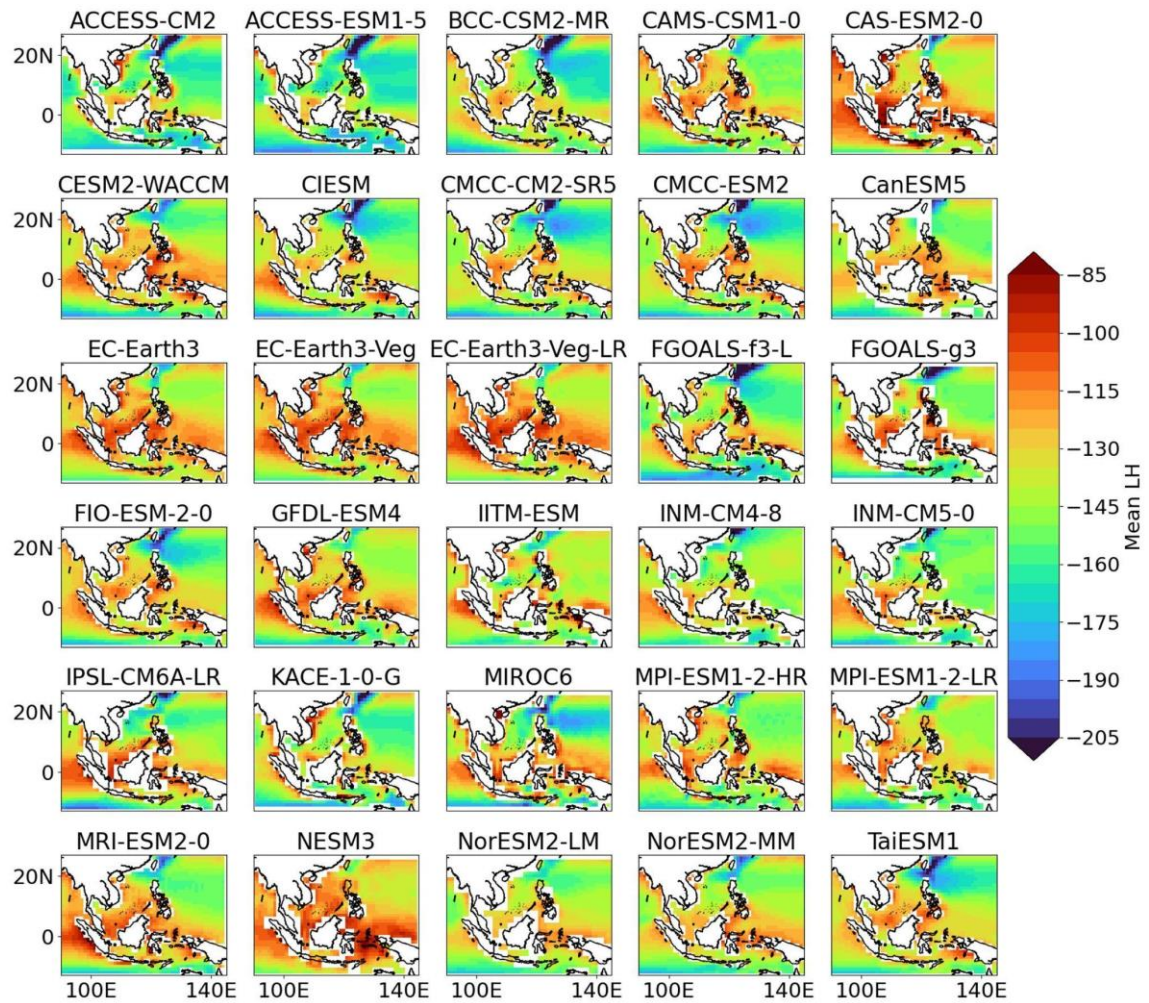 ACCESS-CM2 ACCESS-ESM1-5 BCC-CSM2-MR CAMS-CSM1-0 CAS-ESM2-0
20N
0
CESM2-WACCM CIESM CMCC-CM2-SR5 CMCC-ESM2 CanESM5
20N
0
EC-Earth3 EC-Earth3-Veg EC-Earth3-Veg-LR FGOALS-f3-L FGOALS-g3
20N
0
FIO-ESM-2-0 GFDL-ESM4 IITM-ESM INM-CM4-8 INM-CM5-0
20N
0
IPSL-CM6A-LR KACE-1-0-G MIROC6 MPI-ESM1-2-HR MPI-ESM1-2-LR
20N
0
MRI-ESM2-0 NESM3 NorESM2-LM NorESM2-MM TaiESM1
20N
0
100E 140E 100E 140E 100E 140E 100E 140E 100E 140E
−85
−100
−115
−130
−145
−160
−175
−190
−205
Mean LH